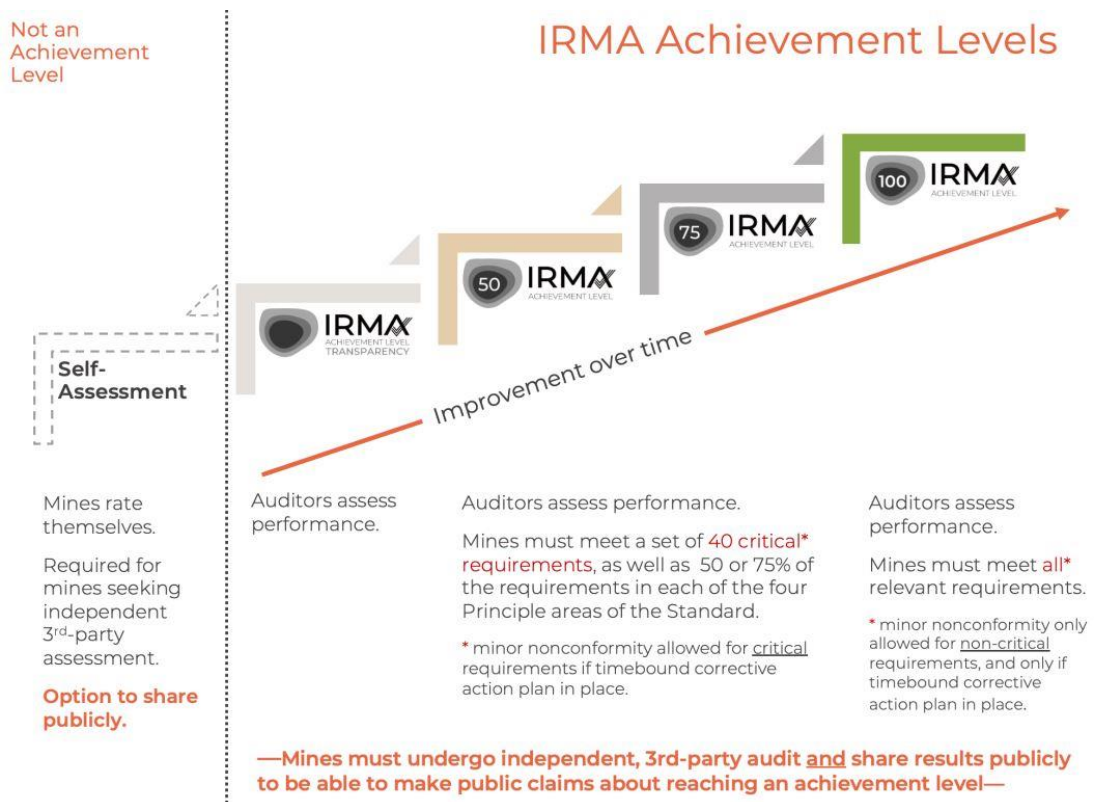 Not an
Achievement
Level
IRMA Achievement Levels
Self-
Assessment
IRMA
ACHIEVEMENT LEVEL
TRANSPARENCY
50
IRMA
ACHIEVEMENT LEVEL
75
IRMA
ACHIEVEMENT LEVEL
100
IRMA
ACHIEVEMENT LEVEL
Improvement over time
Mines rate
themselves.
Required for
mines seeking
independent
3rd-party
assessment.
Option to share
publicly.
Auditors assess
performance.
Auditors assess performance.
Mines must meet a set of 40 critical*
requirements, as well as 50 or 75% of
the requirements in each of the four
Principle areas of the Standard.
* minor nonconformity allowed for critical
requirements if timebound corrective
action plan in place.
Auditors assess
performance.
Mines must meet all*
relevant requirements.
* minor nonconformity only
allowed for non-critical
requirements, and only if
timebound corrective
action plan in place.
—Mines must undergo independent, 3rd-party audit and share results publicly
to be able to make public claims about reaching an achievement level—